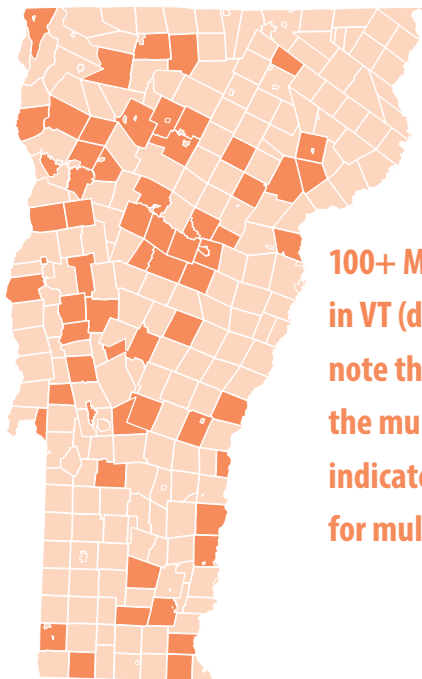 100+ M
in VT (d
note th
the mu
indicate
for mul